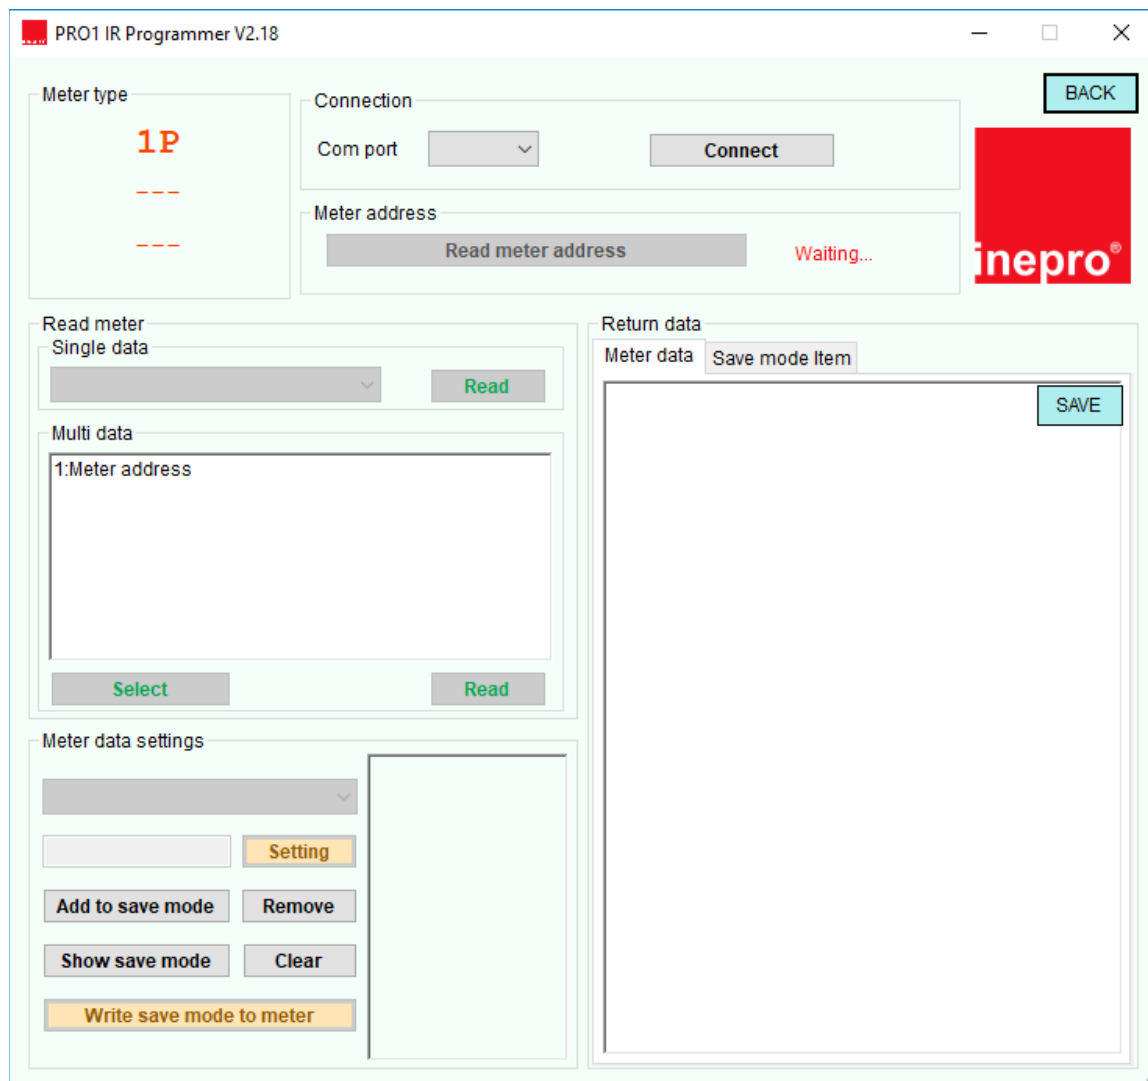 PRO1 IR Programmer V2.18
BACK
Meter type
1P
---
---
Connection
Com port
Connect
Meter address
Read meter address
Waiting...
inepro®
Read meter
Single data
Read
Multi data
1:Meter address
Select
Read
Meter data settings
Setting
Add to save mode
Remove
Show save mode
Clear
Write save mode to meter
Return data
Meter data
Save mode Item
SAVE